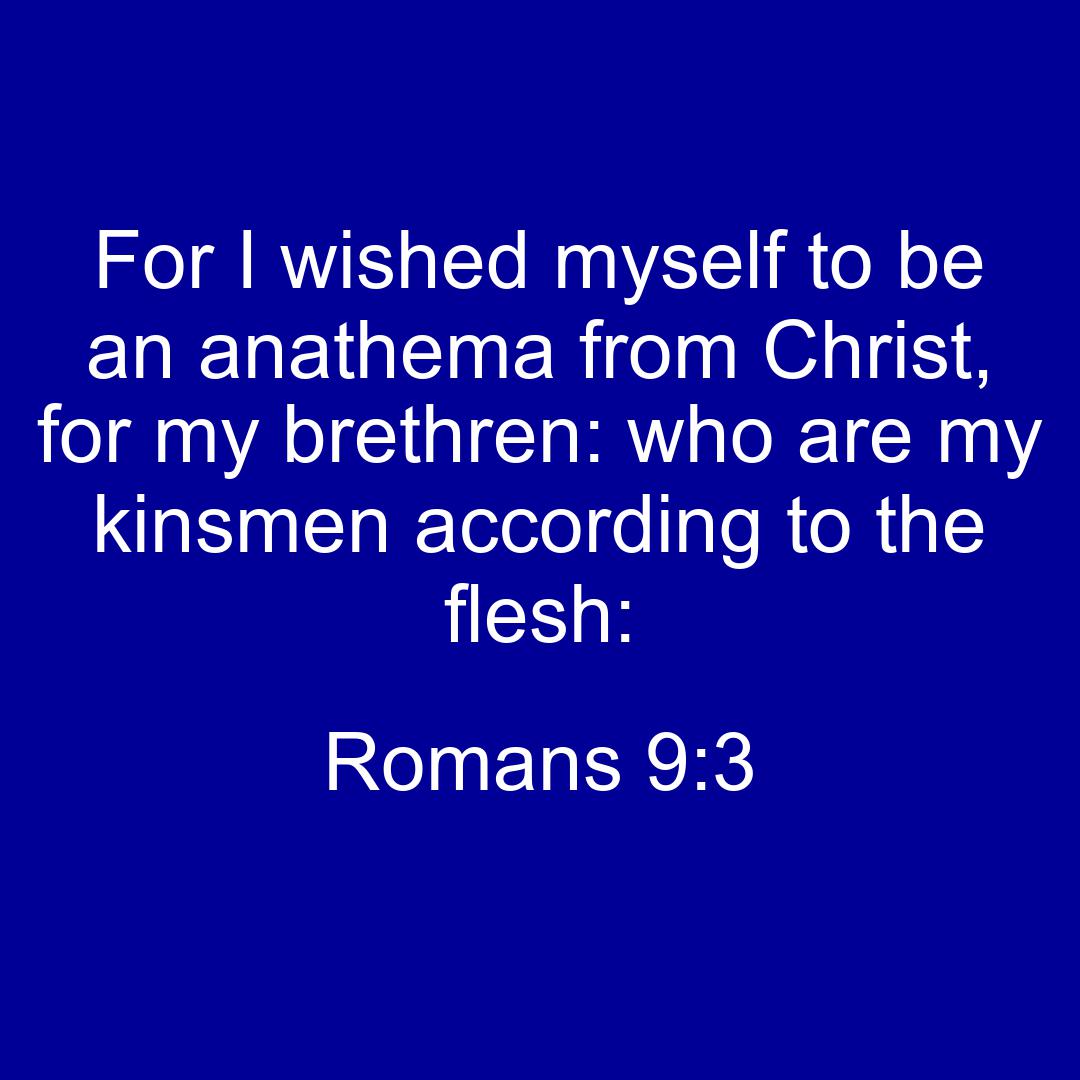 For I wished myself to be
an anathema from Christ,
for my brethren: who are my
kinsmen according to the
flesh:
Romans 9:3